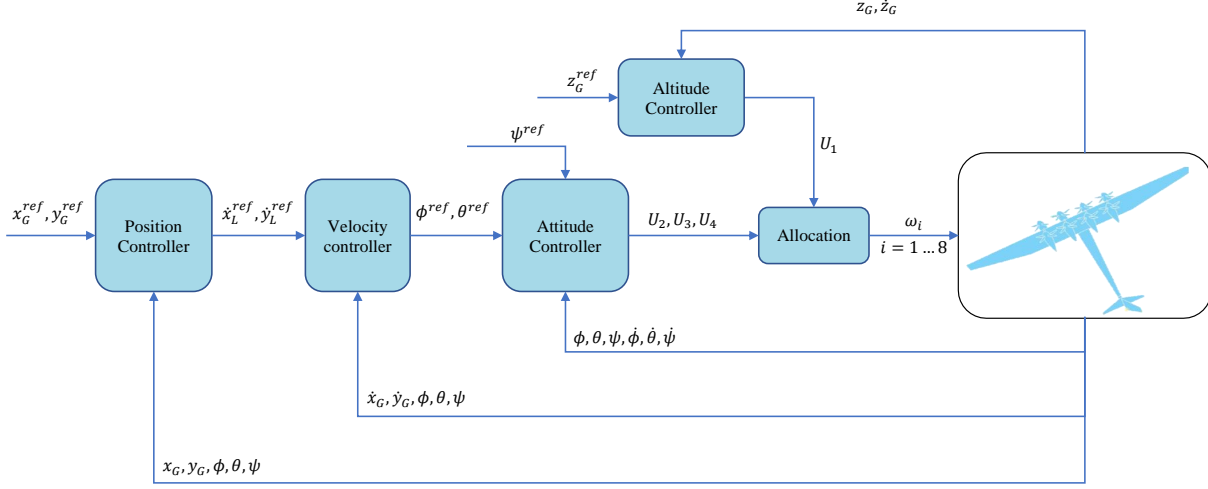 z_G, ż_G
z_G^{ref}
Altitude
Controller
ψ^{ref}
U_1
x_G^{ref}, y_G^{ref}
Position
Controller
ẋ_L^{ref}, ẏ_L^{ref}
Velocity
controller
ϕ^{ref}, θ^{ref}
Attitude
Controller
U_2, U_3, U_4
Allocation
ω_i
i = 1 … 8
ϕ, θ, ψ, ϕ̇, θ̇, ψ̇
ẋ_G, ẏ_G, ϕ, θ, ψ
x_G, y_G, ϕ, θ, ψ